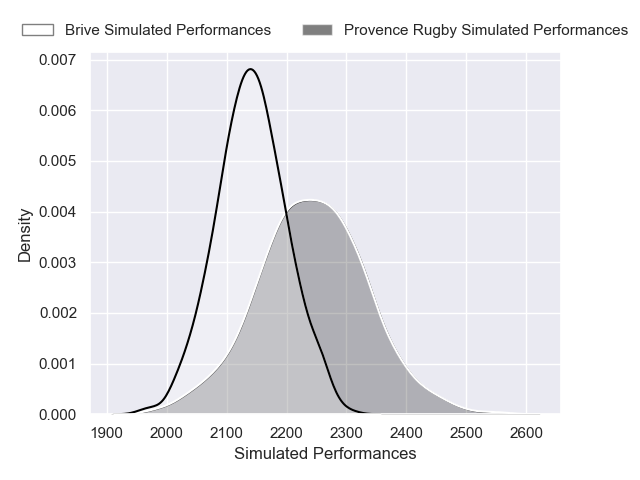 Brive Simulated Performances
Provence Rugby Simulated Performances
0.007
0.006
0.005
0.004
0.003
0.002
0.001
0.000
Density
1900 2000 2100 2200 2300 2400 2500 2600
Simulated Performances